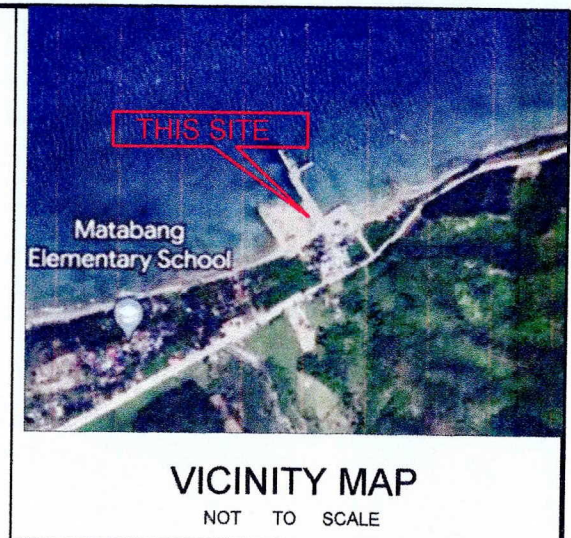 THIS SITE
Matabang
Elementary School
VICINITY MAP
NOT TO SCALE